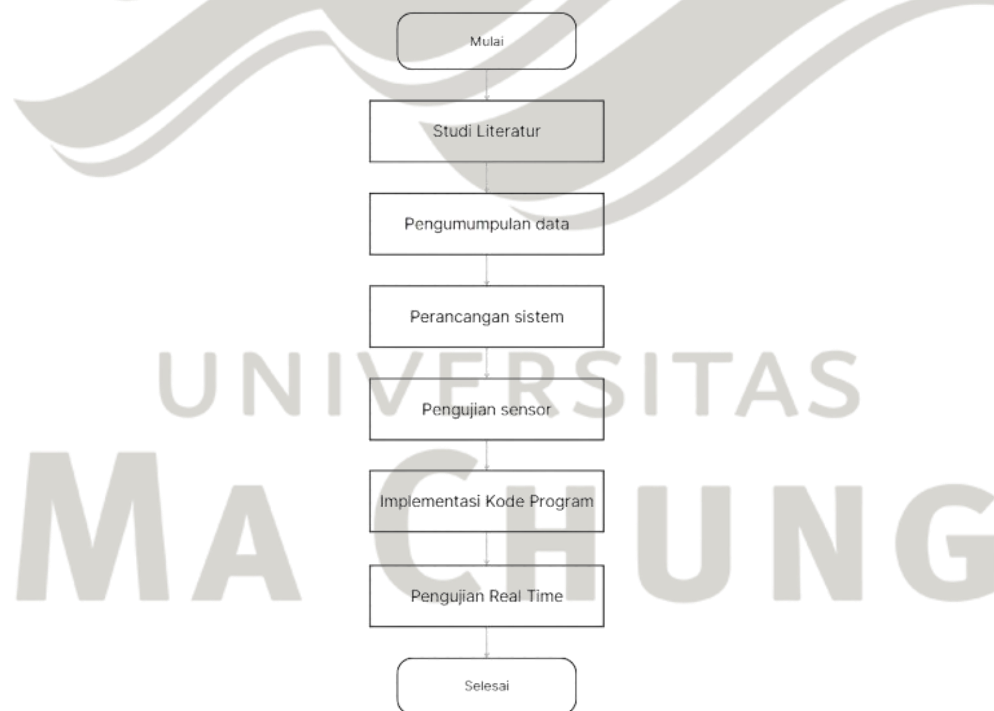 Mulai
Studi Literatur
Pengumumpulan data
Perancangan sistem
UNIVERSITAS
Pengujian sensor
MA CHUNG
Implementasi Kode Program
Pengujian Real Time
Selesai